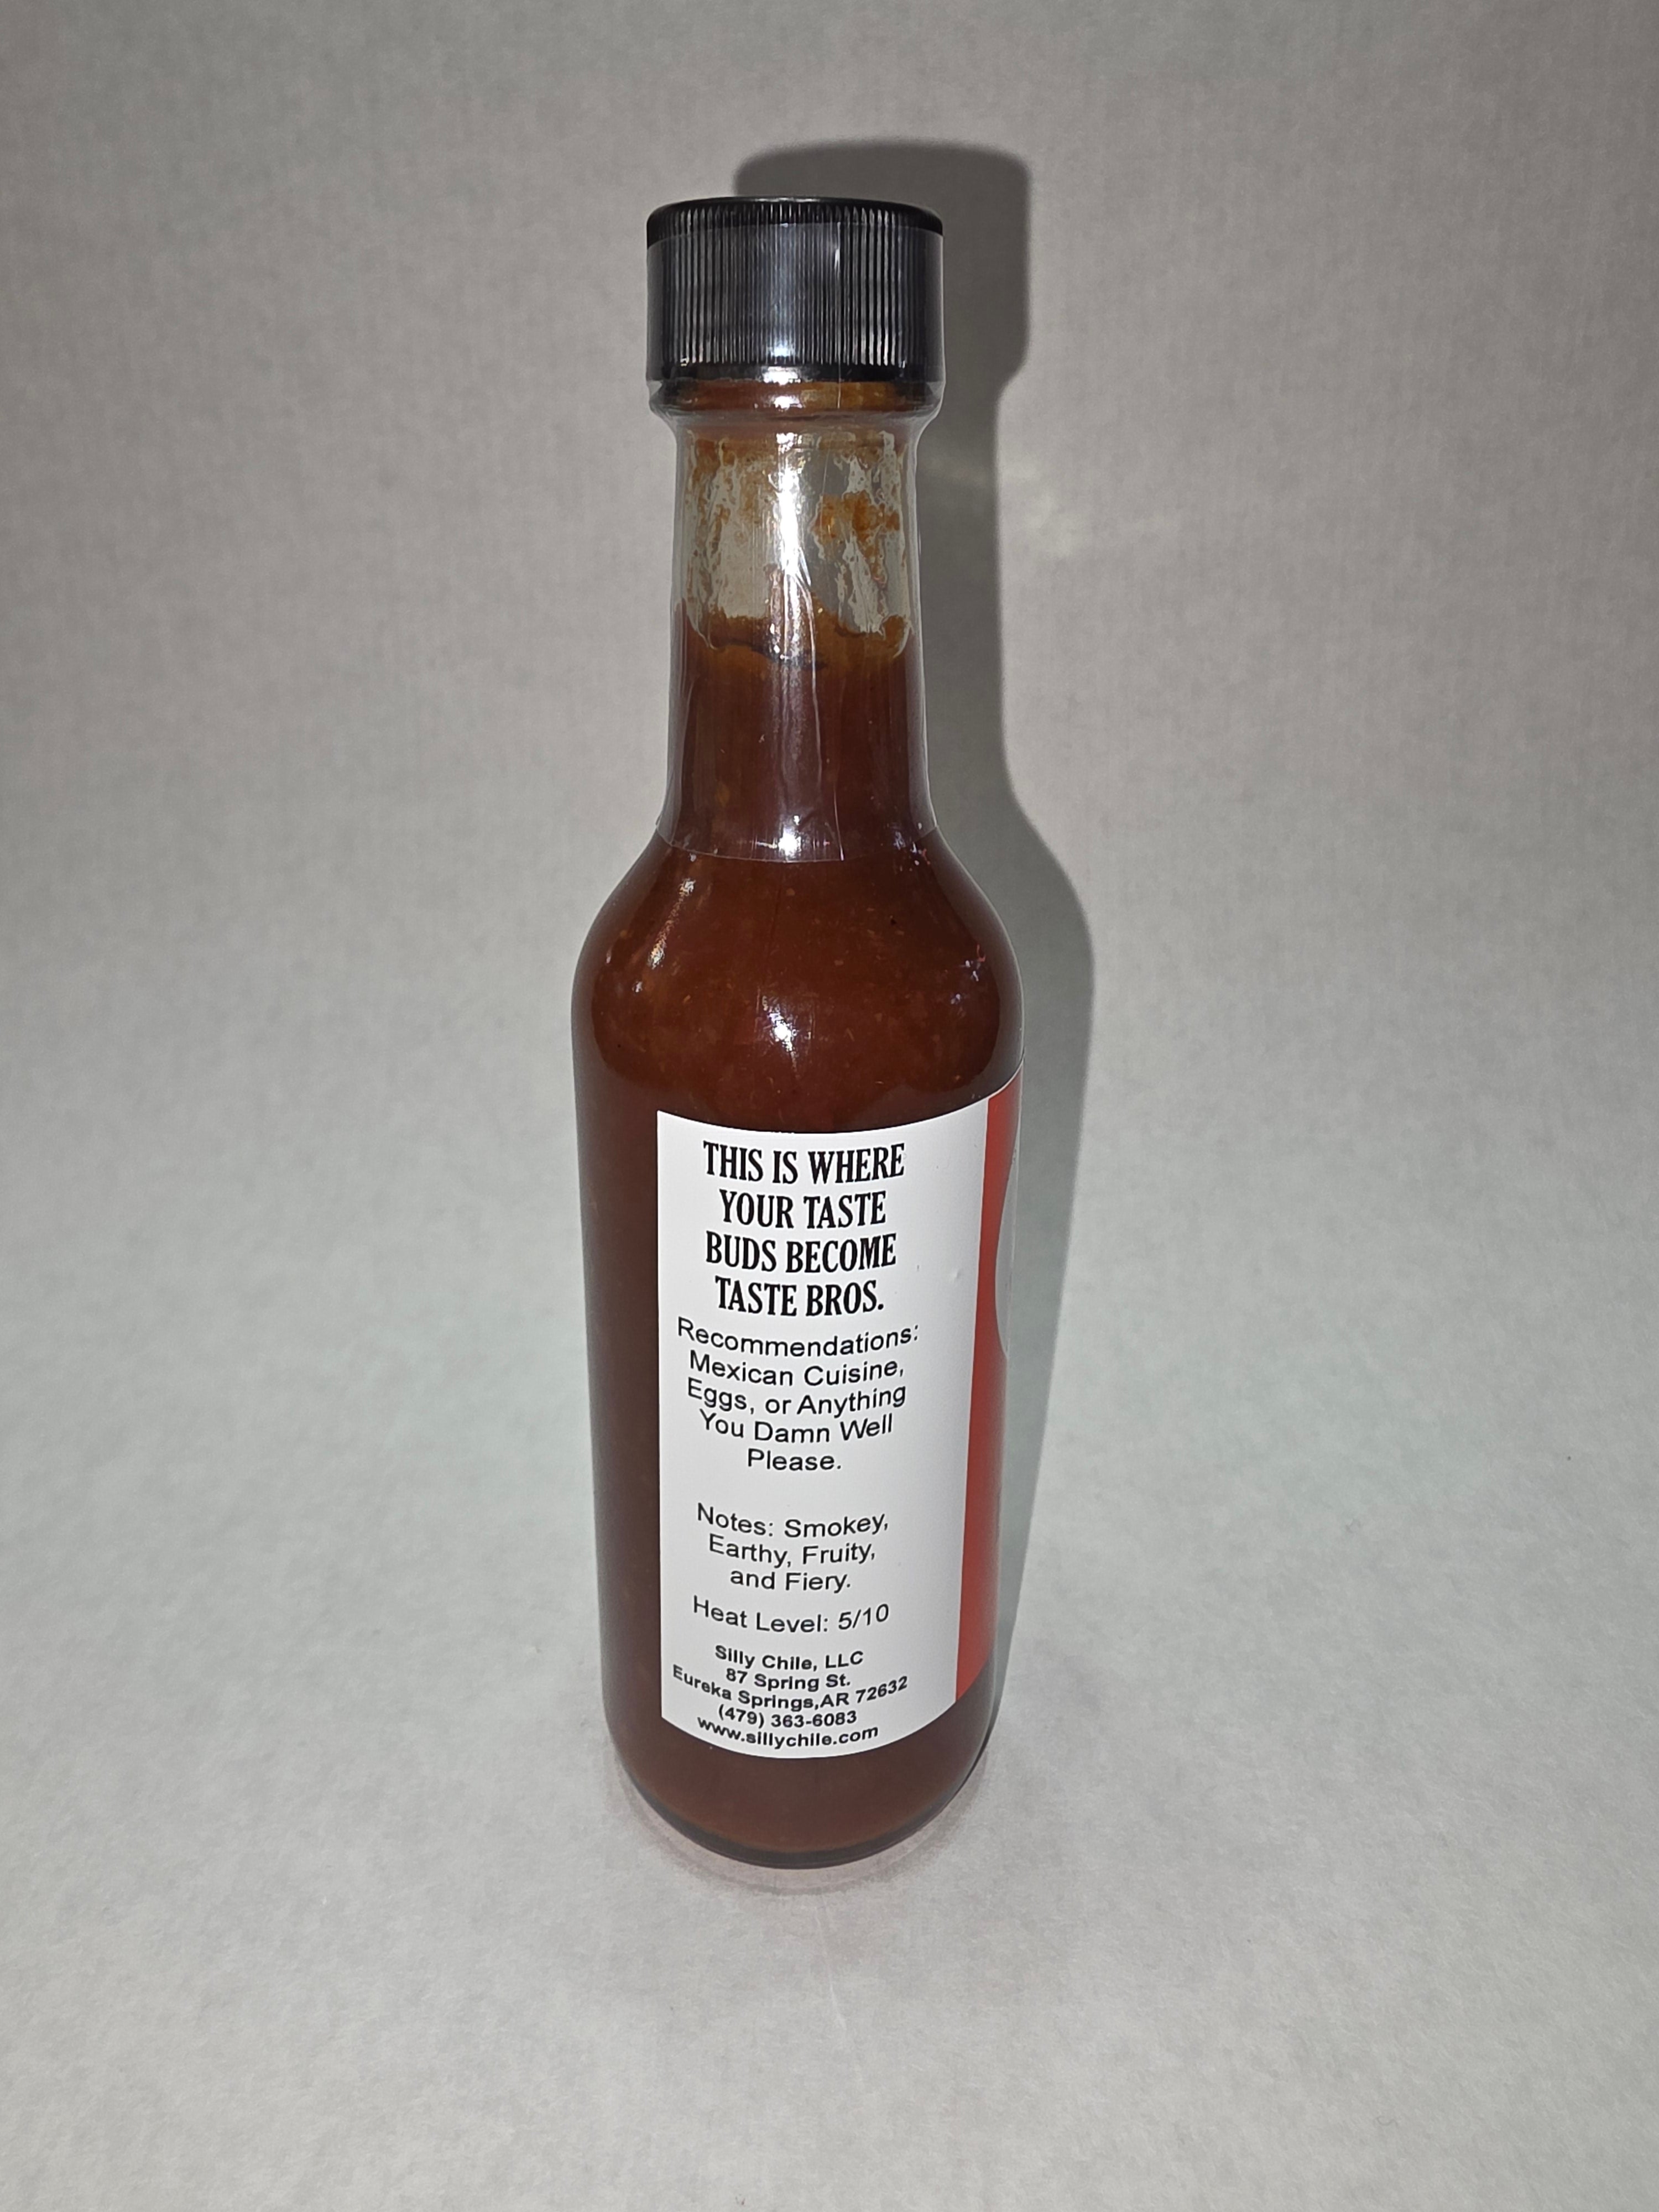 THIS IS WHERE
YOUR TASTE
BUDS BECOME
TASTE BROS.
Recommendations:
Mexican Cuisine,
Eggs, or Anything
You Damn Well
Please.
Notes: Smokey,
Earthy, Fruity,
and Fiery.
Heat Level: 5/10
Silly Chile, LLC
87 Spring St.
Eureka Springs,AR 72632
(479) 363-6083
www.sillychile.com